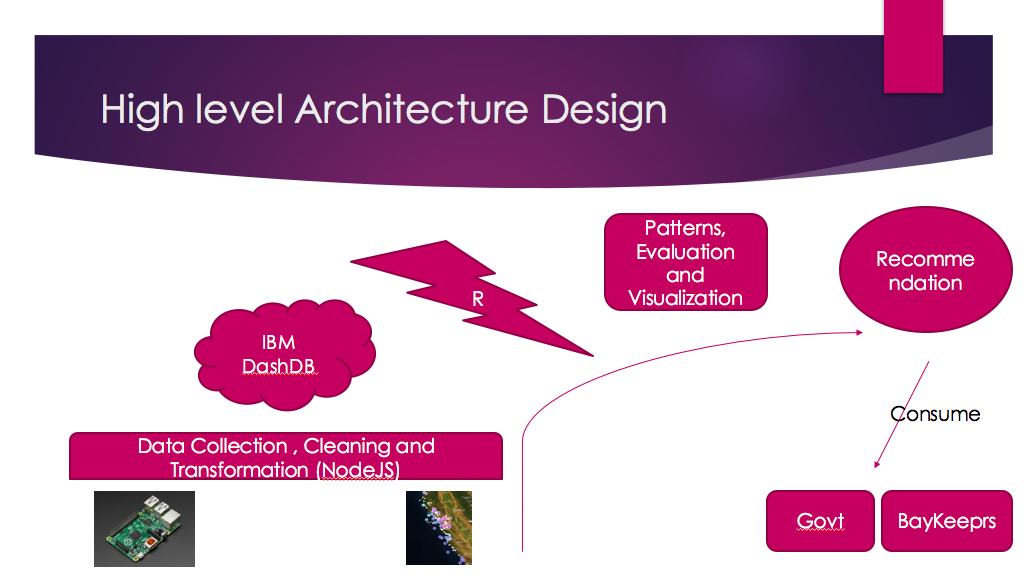 High level Architecture Design
Patterns,
Evaluation
and
Visualization
Recomme
ndation
R
IBM
DashDB
Consume
Data Collection , Cleaning and
Transformation (NodeJS)
Govt
BayKeeprs